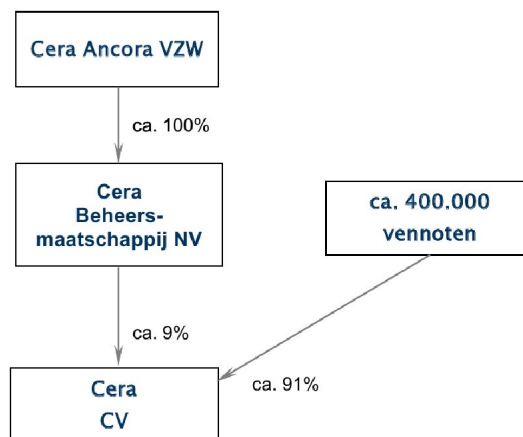 Cera Ancora VZW
ca. 100%
Cera
Beheers-
maatschappij NV
ca. 400.000
vennoten
ca. 9%
ca. 91%
Cera
CV